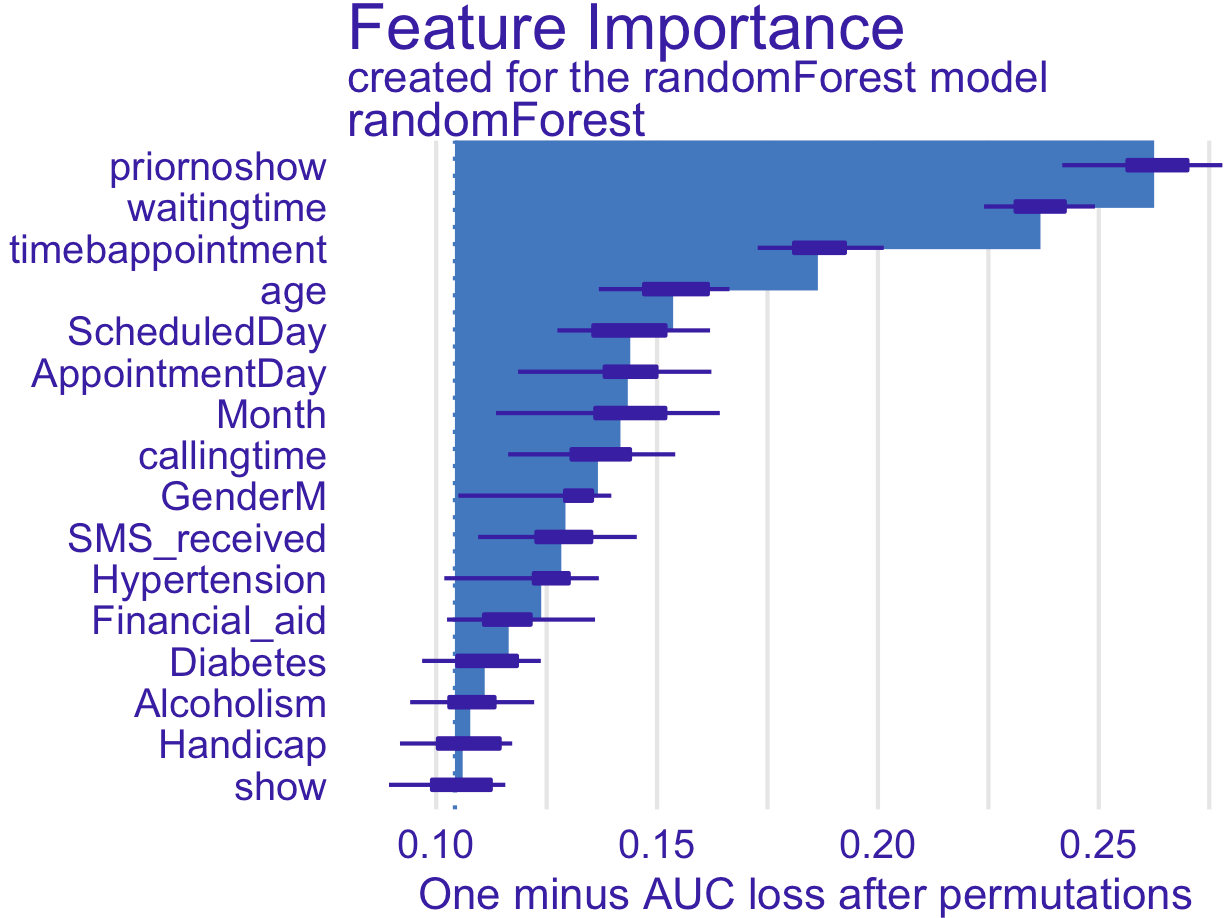 Feature Importance
created for the randomForest model
randomForest
priornoshow
waitingtime
timebappointment
age
ScheduledDay
AppointmentDay
Month
callingtime
GenderM
SMS_received
Hypertension
Financial_aid
Diabetes
Alcoholism
Handicap
show
0.10 0.15 0.20 0.25
One minus AUC loss after permutations